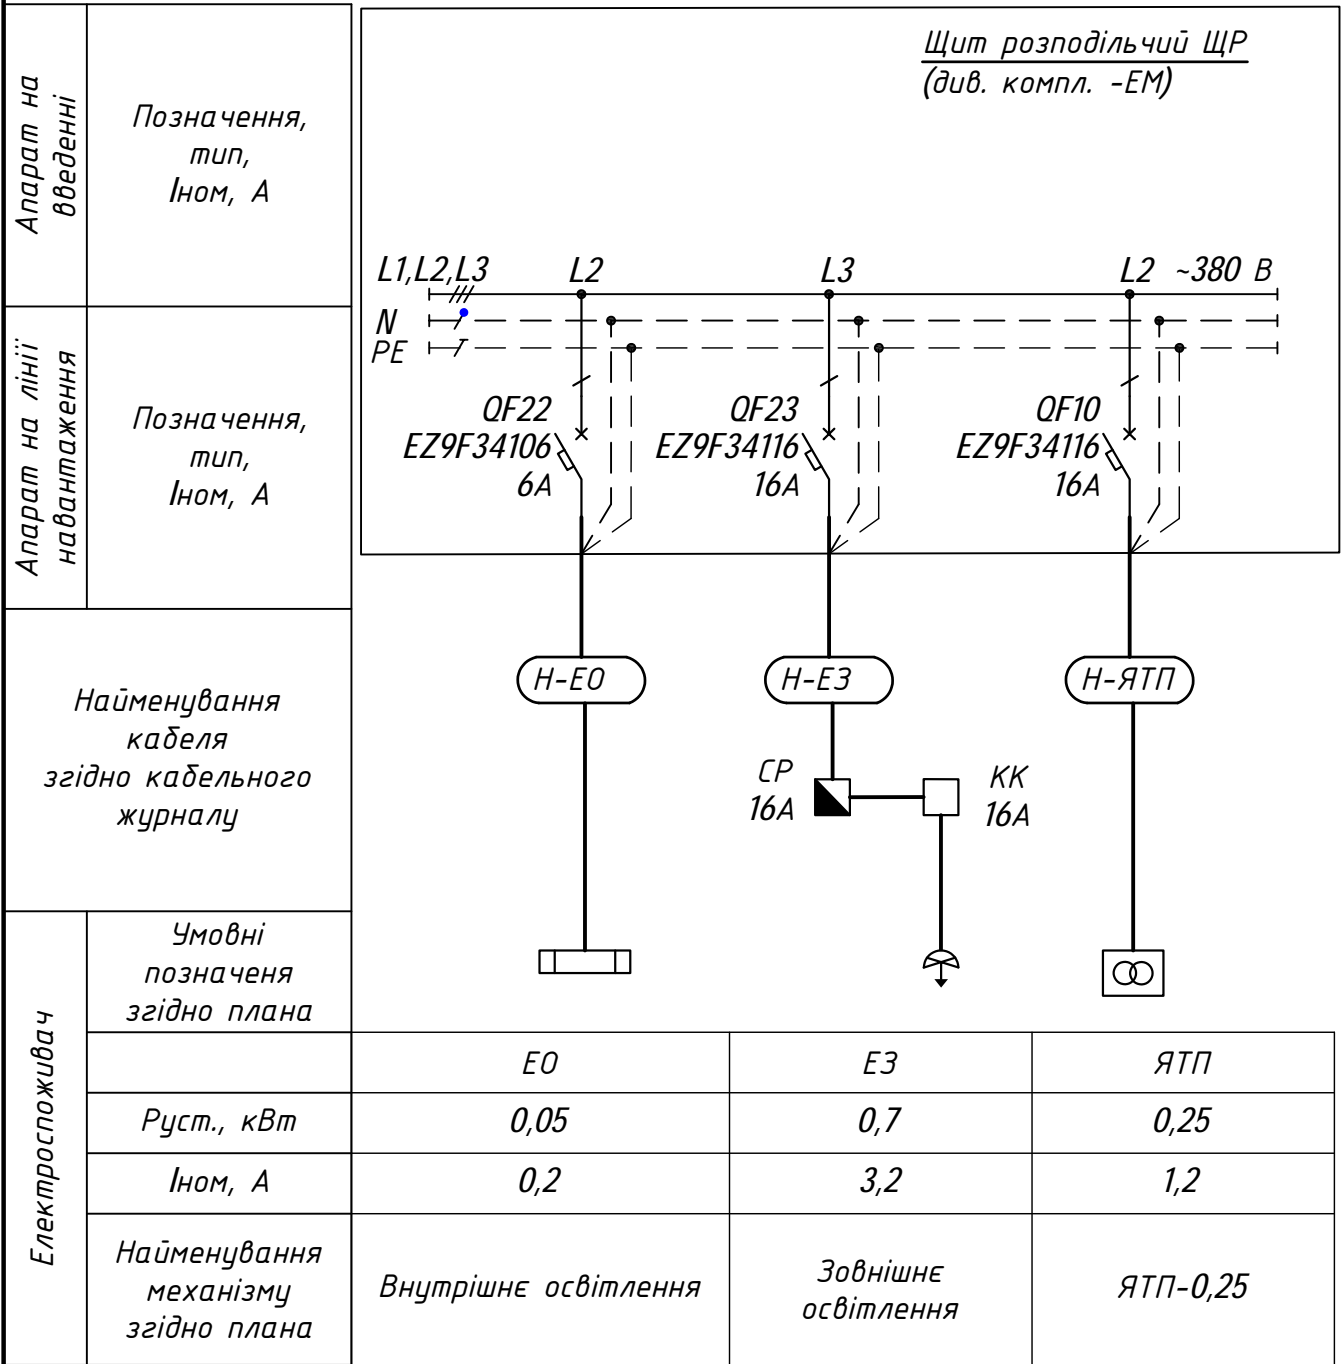 Апарат на
введенні
Позначення,
тип,
Іном, А
Щит розподільчий ЩР
(див. компл. -ЕМ)
L1,L2,L3
L2
L3
L2
~380 В
N
PE
Апарат на лінії
навантаження
Позначення,
тип,
Іном, А
QF22
EZ9F34106
6А
QF23
EZ9F34116
16А
QF10
EZ9F34116
16А
Найменування
кабеля
згідно кабельного
журналу
Н-ЕО
Н-ЕЗ
Н-ЯТП
СР
16А
КК
16А
Електроспоживач
Умовні
позначеня
згідно плана
ЕО
ЕЗ
ЯТП
Руст., кВт
0,05
0,7
0,25
Іном, А
0,2
3,2
1,2
Найменування
механізму
згідно плана
Внутрішнє освітлення
Зовнішнє
освітлення
ЯТП-0,25